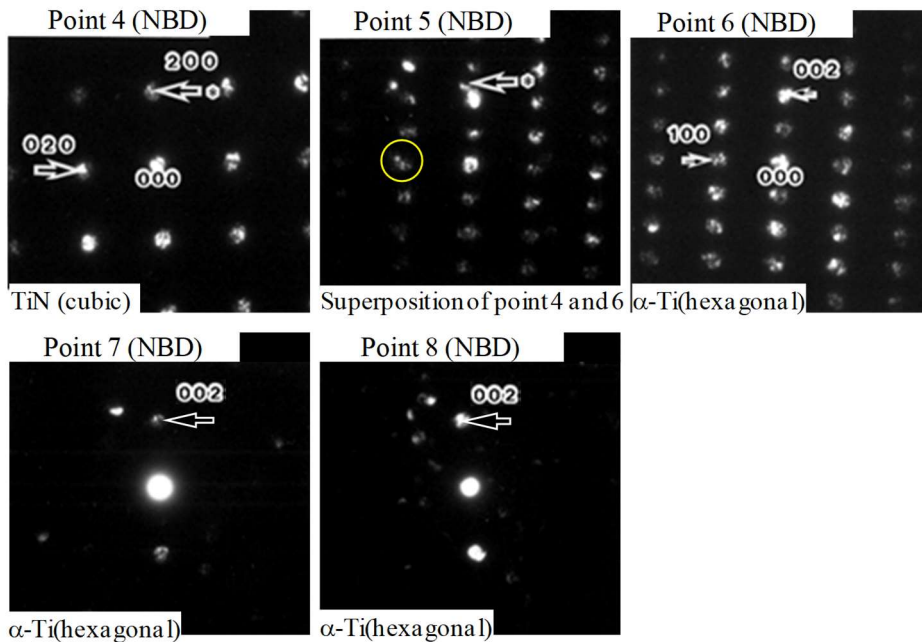 Point 4 (NBD)
200
020
000
TiN (cubic)
Point 5 (NBD)
Superposition of point 4 and 6
Point 6 (NBD)
002
100
000
α-Ti(hexagonal)
Point 7 (NBD)
002
α-Ti(hexagonal)
Point 8 (NBD)
002
α-Ti(hexagonal)